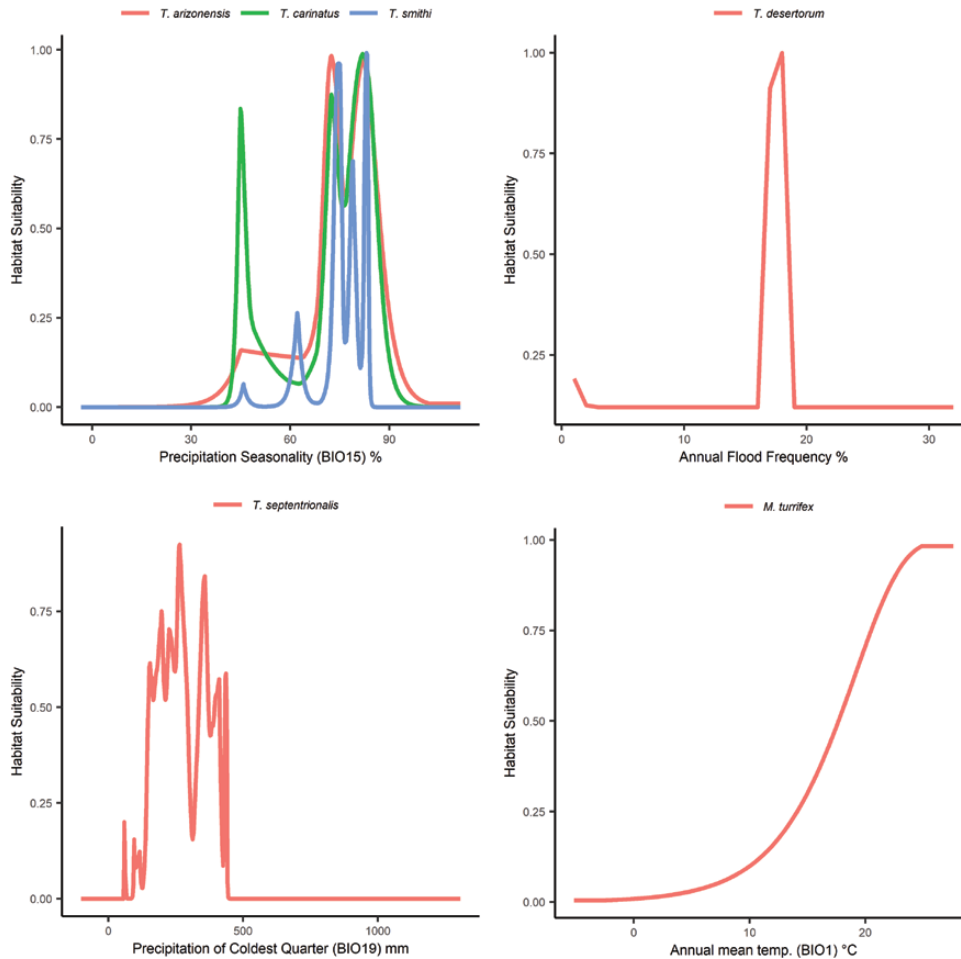 T. arizonensis T. carinatus T. smithi
1.00
0.75
0.50
0.25
0.00
Habitat Suitability
0 30 60 90
Precipitation Seasonality (BIO15) %
T. desertorum
1.00
0.75
0.50
0.25
Habitat Suitability
0 10 20 30
Annual Flood Frequency %
T. septentrionalis
0.75
0.50
0.25
0.00
Habitat Suitability
0 500 1000
Precipitation of Coldest Quarter (BIO19) mm
M. turrifex
1.00
0.75
0.50
0.25
0.00
Habitat Suitability
0 10 20
Annual mean temp. (BIO1) °C